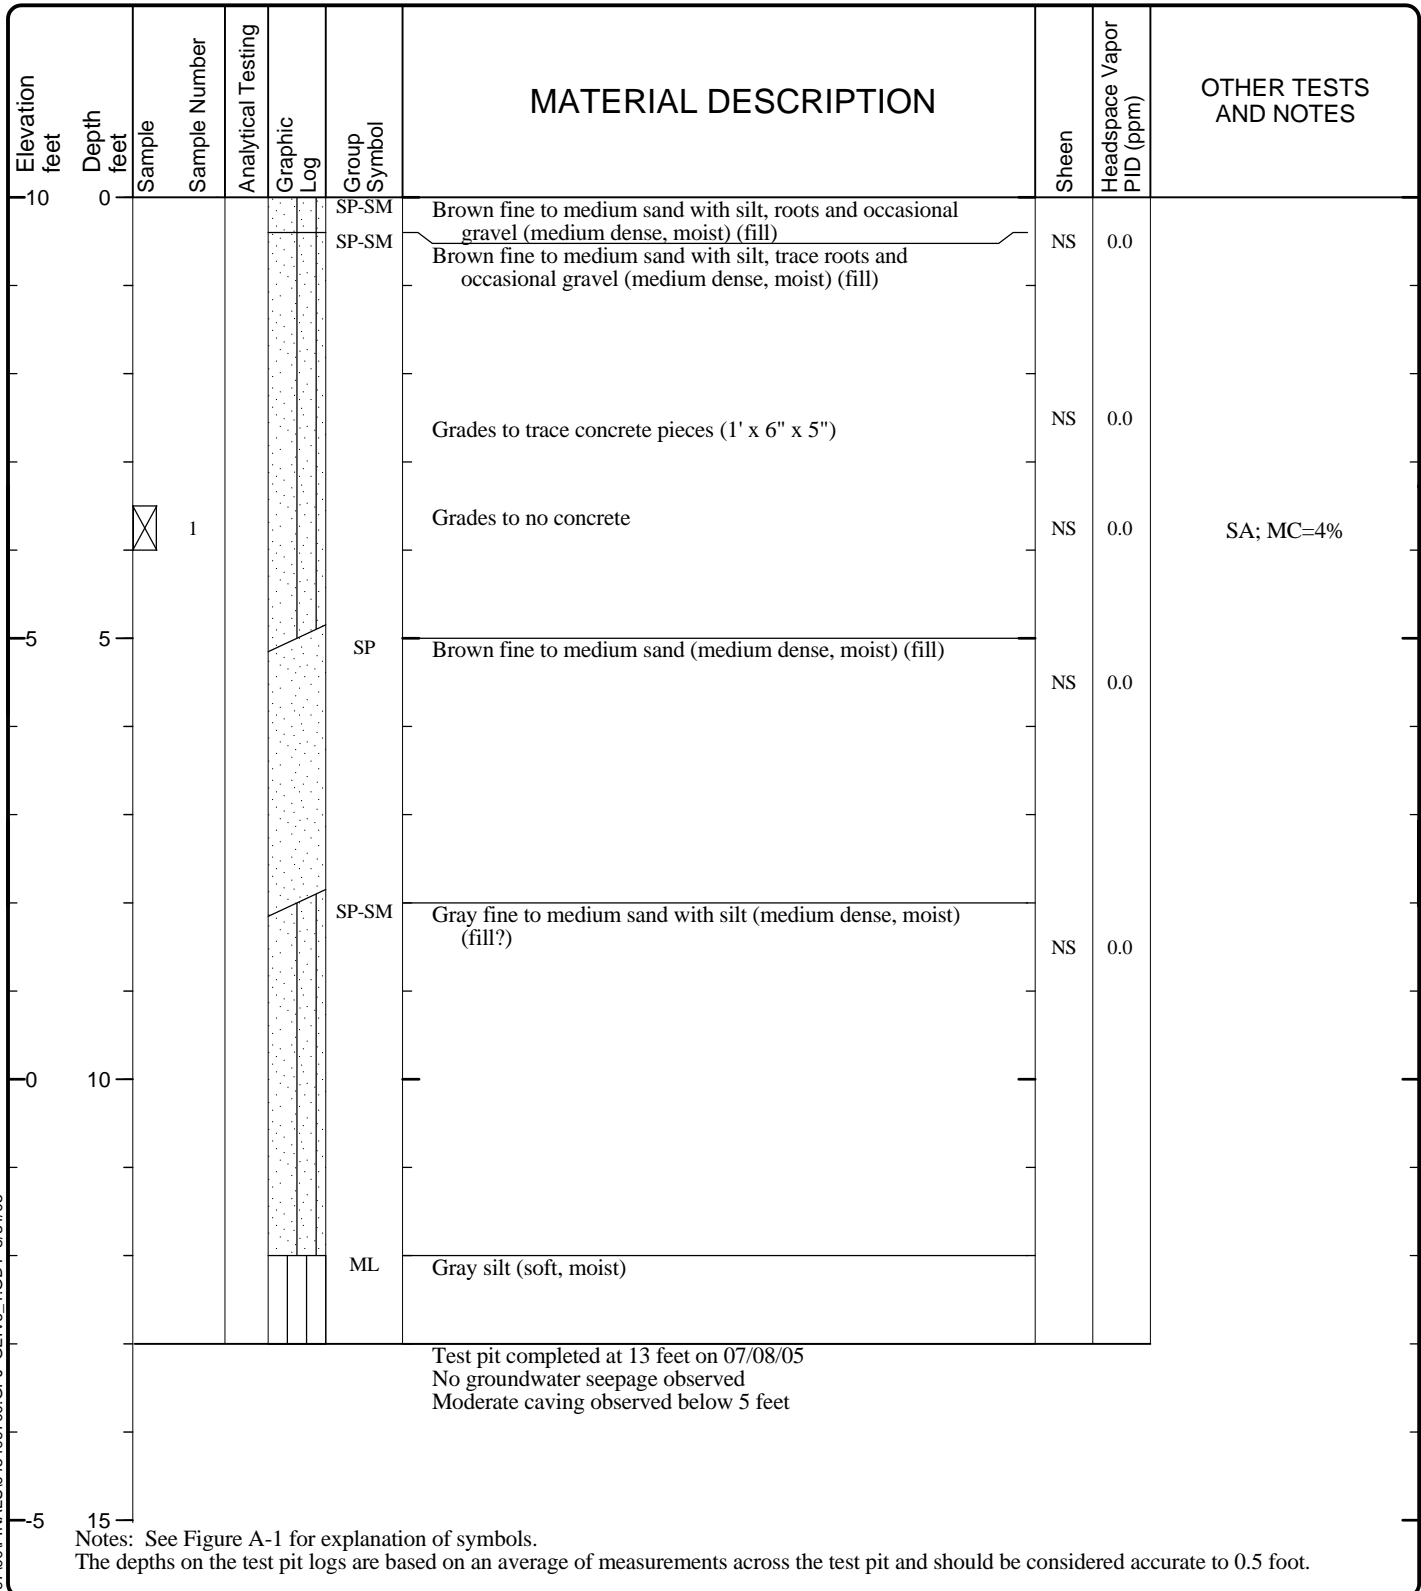 Elevation
feet
Depth
feet
Sample
Sample Number
Analytical Testing
Graphic
Log
Group
Symbol
MATERIAL DESCRIPTION
Sheen
Headspace Vapor
PID (ppm)
OTHER TESTS
AND NOTES
10 0
SP-SM Brown fine to medium sand with silt, roots and occasional
gravel (medium dense, moist) (fill)
SP-SM NS 0.0
Brown fine to medium sand with silt, trace roots and
occasional gravel (medium dense, moist) (fill)
Grades to trace concrete pieces (1' x 6" x 5") NS 0.0
1 Grades to no concrete NS 0.0 SA; MC=4%
5 5
SP Brown fine to medium sand (medium dense, moist) (fill)
NS 0.0
SP-SM Gray fine to medium sand with silt (medium dense, moist)
(fill?)
NS 0.0
0 10
ML Gray silt (soft, moist)
Test pit completed at 13 feet on 07/08/05
No groundwater seepage observed
Moderate caving observed below 5 feet
-5 15
Notes: See Figure A-1 for explanation of symbols.
The depths on the test pit logs are based on an average of measurements across the test pit and should be considered accurate to 0.5 foot.